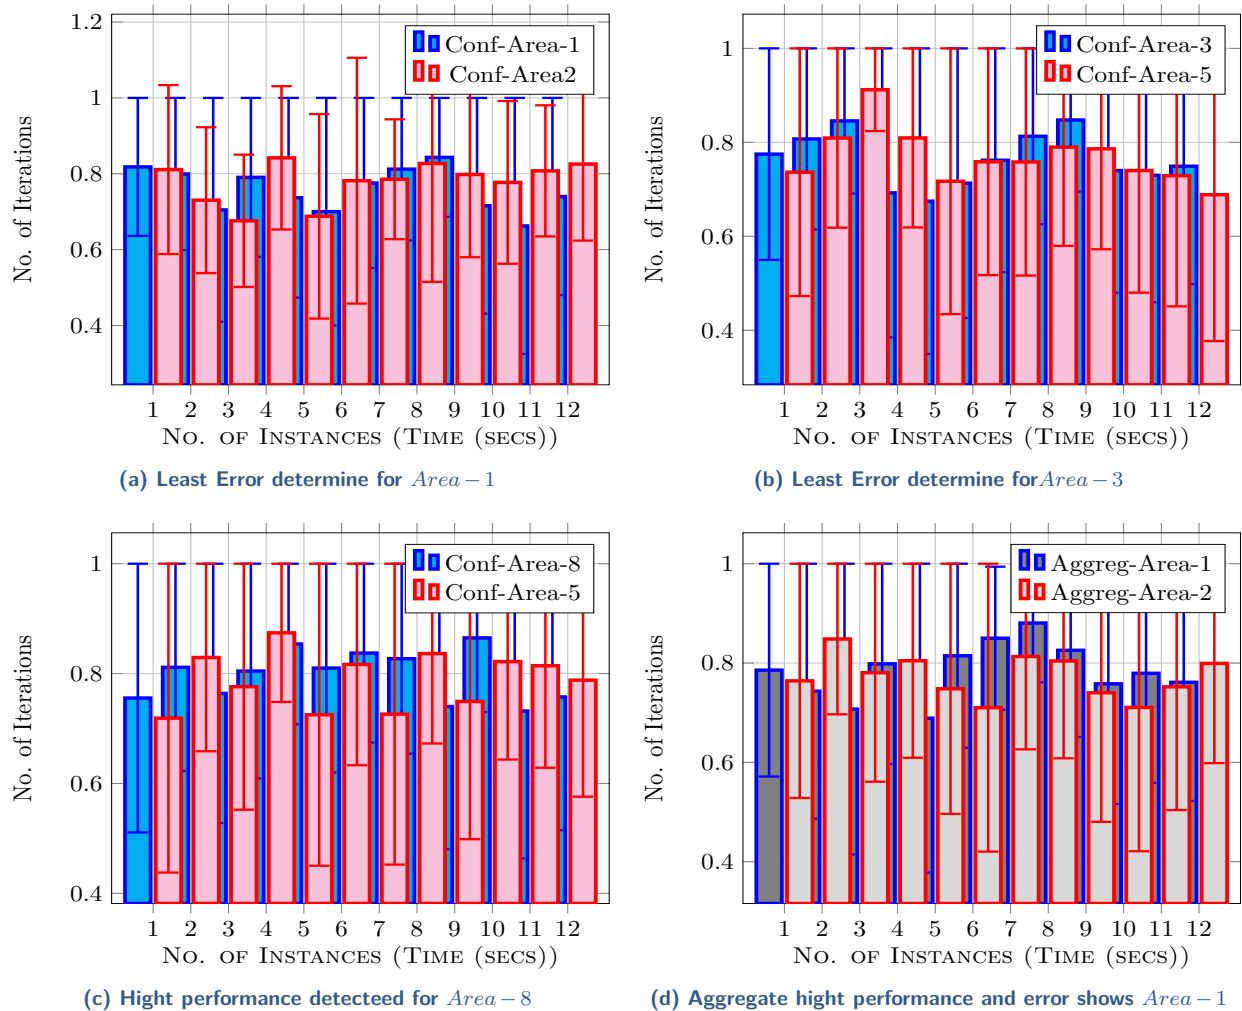 1.2
1
0.8
0.6
0.4
No. of Iterations
Conf-Area-1
Conf-Area2
1 2 3 4 5 6 7 8 9 10 11 12
No. of Instances (Time (secs))
(a) Least Error determine for Area−1
1
0.8
0.6
0.4
No. of Iterations
Conf-Area-3
Conf-Area-5
1 2 3 4 5 6 7 8 9 10 11 12
No. of Instances (Time (secs))
(b) Least Error determine forArea−3
1
0.8
0.6
0.4
No. of Iterations
Conf-Area-8
Conf-Area-5
1 2 3 4 5 6 7 8 9 10 11 12
No. of Instances (Time (secs))
(c) Hight performance detecteed for Area−8
1
0.8
0.6
0.4
No. of Iterations
Aggreg-Area-1
Aggreg-Area-2
1 2 3 4 5 6 7 8 9 10 11 12
No. of Instances (Time (secs))
(d) Aggregate hight performance and error shows Area−1